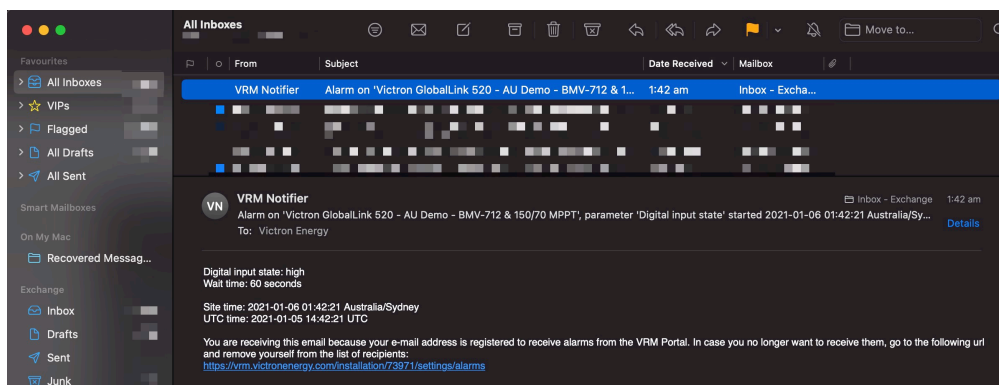 All Inboxes
Move to...
Favourites
All Inboxes
VIPs
Flagged
All Drafts
All Sent
Smart Mailboxes
On My Mac
Recovered Messag...
Exchange
Inbox
Drafts
Sent
Junk
From Subject Date Received Mailbox
VRM Notifier Alarm on 'Victron GlobalLink 520 - AU Demo - BMV-712 & 1... 1:42 am Inbox - Excha...
VN
VRM Notifier Inbox - Exchange 1:42 am
Alarm on 'Victron GlobalLink 520 - AU Demo - BMV-712 & 150/70 MPPT', parameter 'Digital input state' started 2021-01-06 01:42:21 Australia/Sy...
To: Victron Energy Details
Digital input state: high
Wait time: 60 seconds
Site time: 2021-01-06 01:42:21 Australia/Sydney
UTC time: 2021-01-05 14:42:21 UTC
You are receiving this email because your e-mail address is registered to receive alarms from the VRM Portal. In case you no longer want to receive them, go to the following url
and remove yourself from the list of recipients:
https://vrm.victronenergy.com/installation/73971/settings/alarms